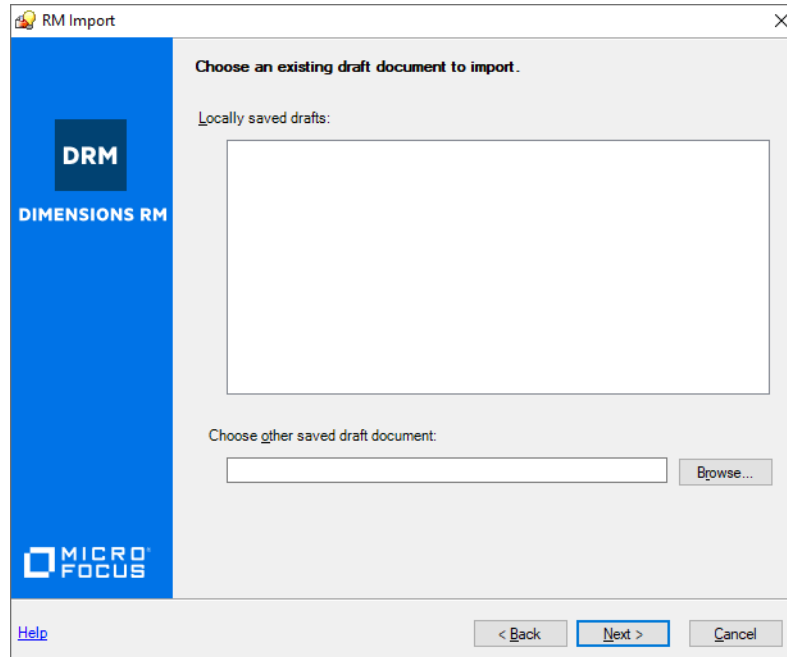 RM Import
Choose an existing draft document to import.
Locally saved drafts:
DRM
DIMENSIONS RM
Choose other saved draft document:
Browse...
MICRO
FOCUS
Help
< Back
Next >
Cancel